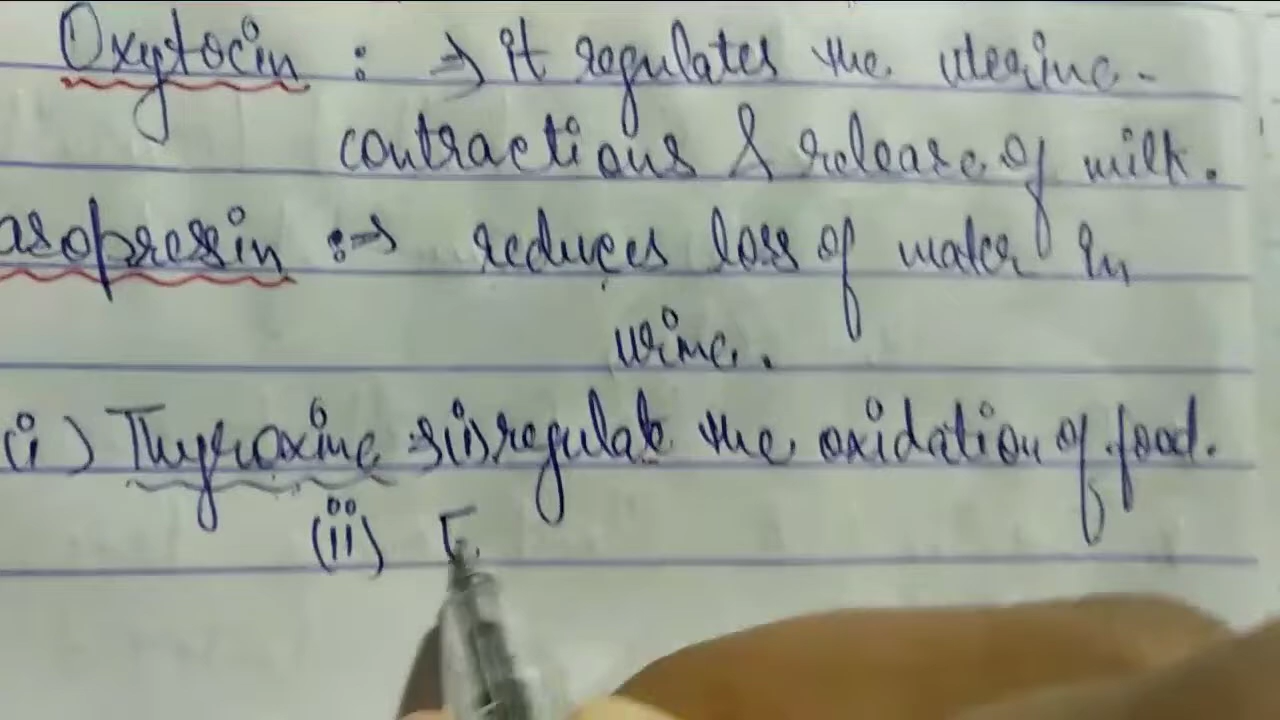 Oxytocin : ⇒ it regulates the uterine
contractions & release of milk.
asopressin :⇒ reduces loss of water in
urine.
(i) Thyroxine :⇒(i) regulate the oxidation of food.
(ii) E